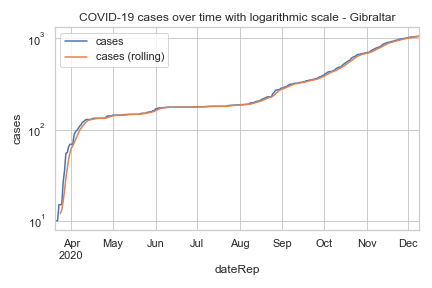 COVID-19 cases over time with logarithmic scale - Gibraltar
cases
cases (rolling)
10³
10²
10¹
cases
Apr May Jun Jul Aug Sep Oct Nov Dec
2020
dateRep